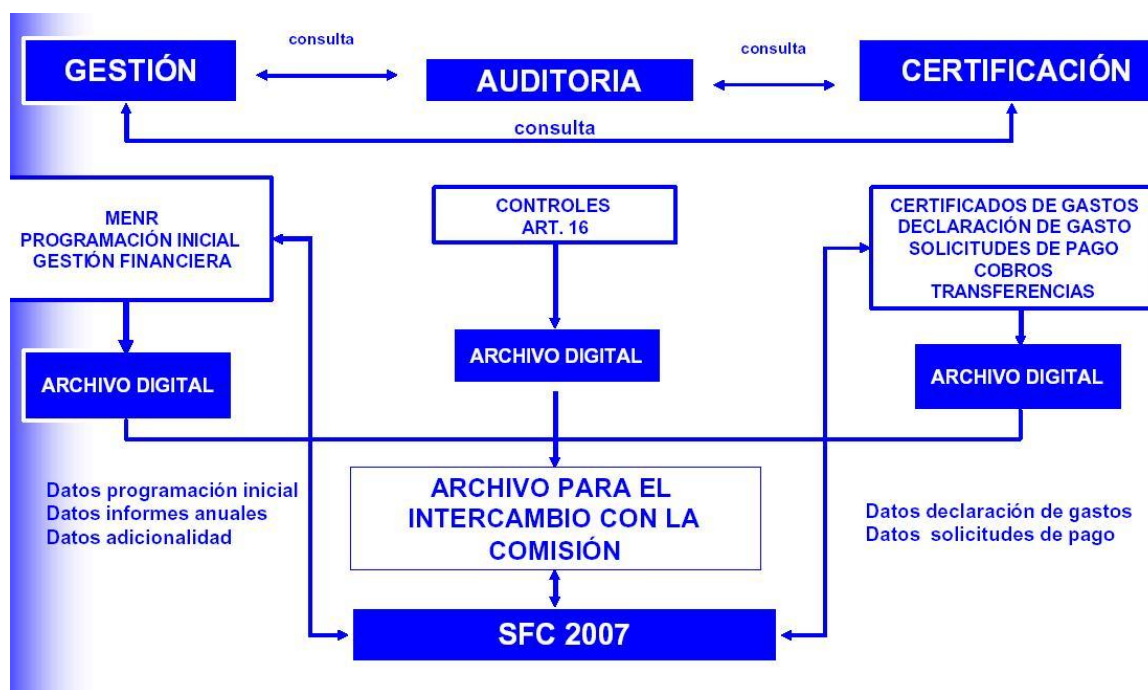 consulta
consulta
GESTIÓN
AUDITORIA
CERTIFICACIÓN
consulta
MENR
PROGRAMACIÓN INICIAL
GESTIÓN FINANCIERA
CONTROLES
ART. 16
CERTIFICADOS DE GASTOS
DECLARACIÓN DE GASTO
SOLICITUDES DE PAGO
COBROS
TRANSFERENCIAS
ARCHIVO DIGITAL
ARCHIVO DIGITAL
ARCHIVO DIGITAL
Datos programación inicial
Datos informes anuales
Datos adicionalidad
ARCHIVO PARA EL
INTERCAMBIO CON LA
COMISIÓN
Datos declaración de gastos
Datos solicitudes de pago
SFC 2007